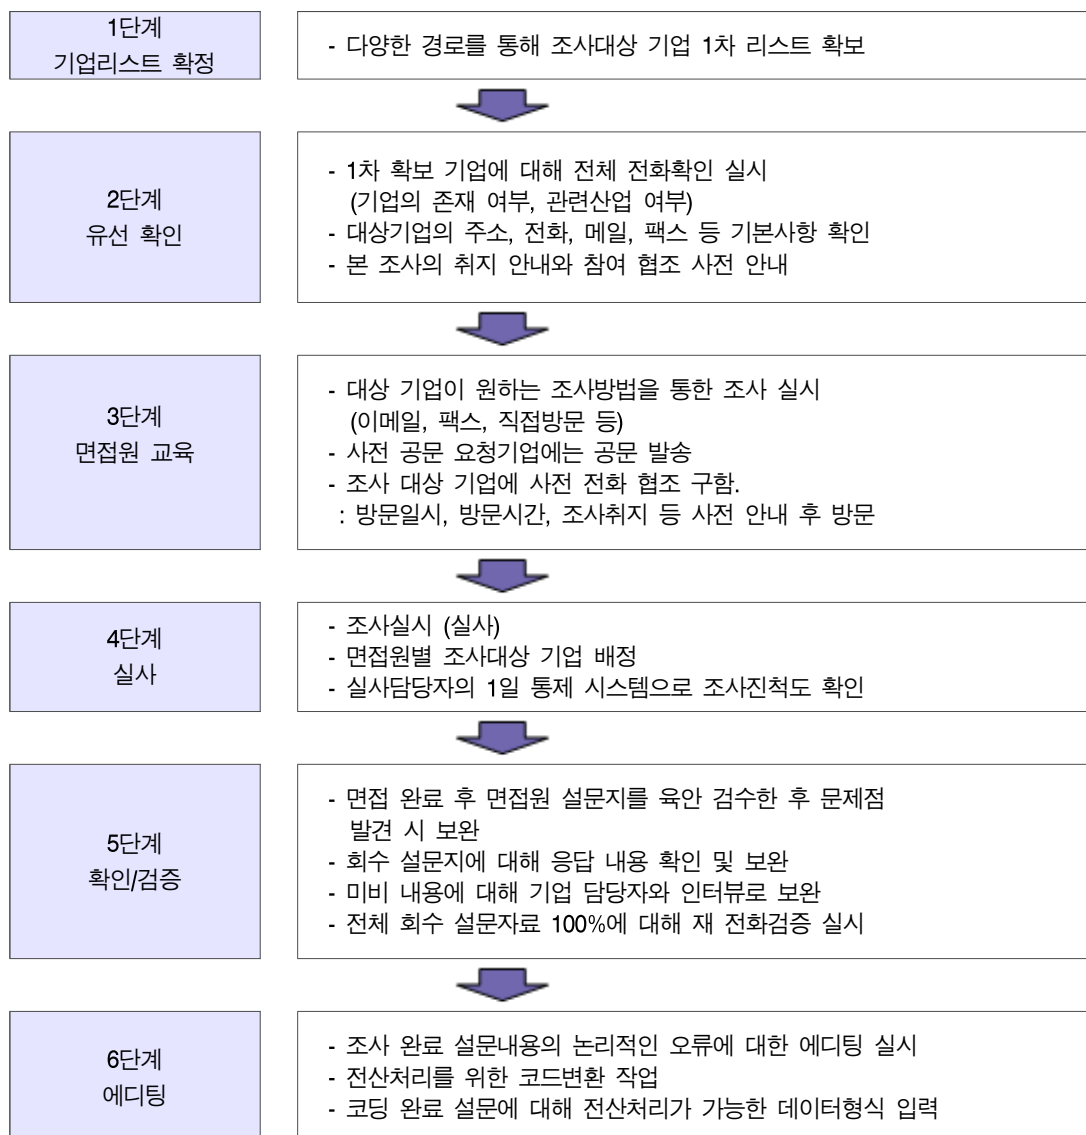 1단계
기업리스트 확정
- 다양한 경로를 통해 조사대상 기업 1차 리스트 확보
2단계
유선 확인
- 1차 확보 기업에 대해 전체 전화확인 실시
(기업의 존재 여부, 관련산업 여부)
- 대상기업의 주소, 전화, 메일, 팩스 등 기본사항 확인
- 본 조사의 취지 안내와 참여 협조 사전 안내
3단계
면접원 교육
- 대상 기업이 원하는 조사방법을 통한 조사 실시
(이메일, 팩스, 직접방문 등)
- 사전 공문 요청기업에는 공문 발송
- 조사 대상 기업에 사전 전화 협조 구함.
: 방문일시, 방문시간, 조사취지 등 사전 안내 후 방문
4단계
실사
- 조사실시 (실사)
- 면접원별 조사대상 기업 배정
- 실사담당자의 1일 통제 시스템으로 조사진척도 확인
5단계
확인/검증
- 면접 완료 후 면접원 설문지를 육안 검수한 후 문제점
발견 시 보완
- 회수 설문지에 대해 응답 내용 확인 및 보완
- 미비 내용에 대해 기업 담당자와 인터뷰로 보완
- 전체 회수 설문자료 100%에 대해 재 전화검증 실시
6단계
에디팅
- 조사 완료 설문내용의 논리적인 오류에 대한 에디팅 실시
- 전산처리를 위한 코드변환 작업
- 코딩 완료 설문에 대해 전산처리가 가능한 데이터형식 입력